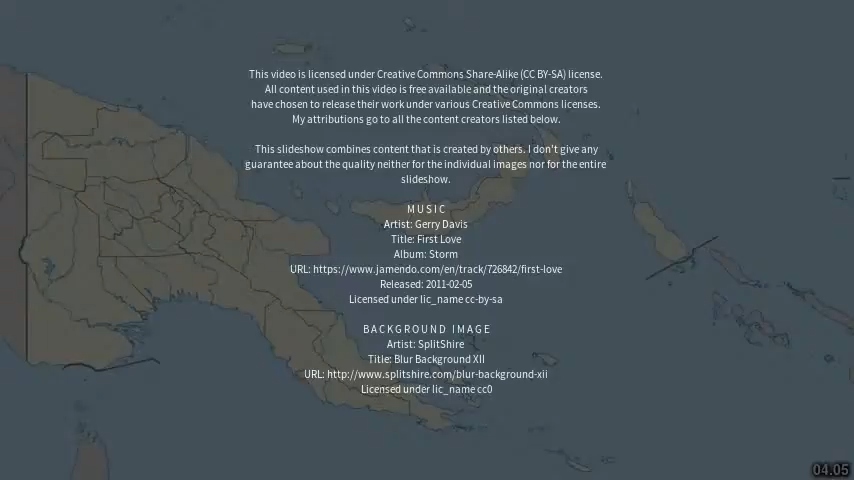 This video is licensed under Creative Commons Share-Alike (CC BY-SA) license.
All content used in this video is free available and the original creators
have chosen to release their work under various Creative Commons licenses.
My attributions go to all the content creators listed below.
This slideshow combines content that is created by others. I don't give any
guarantee about the quality neither for the individual images nor for the entire
slideshow.
MUSIC
Artist: Gerry Davis
Title: First Love
Album: Storm
URL: https://www.jamendo.com/en/track/726842/first-love
Released: 2011-02-05
Licensed under lic_name cc-by-sa
BACKGROUND IMAGE
Artist: SplitShire
Title: Blur Background XII
URL: http://www.splitshire.com/blur-background-xii
Licensed under lic_name cc0
04.05